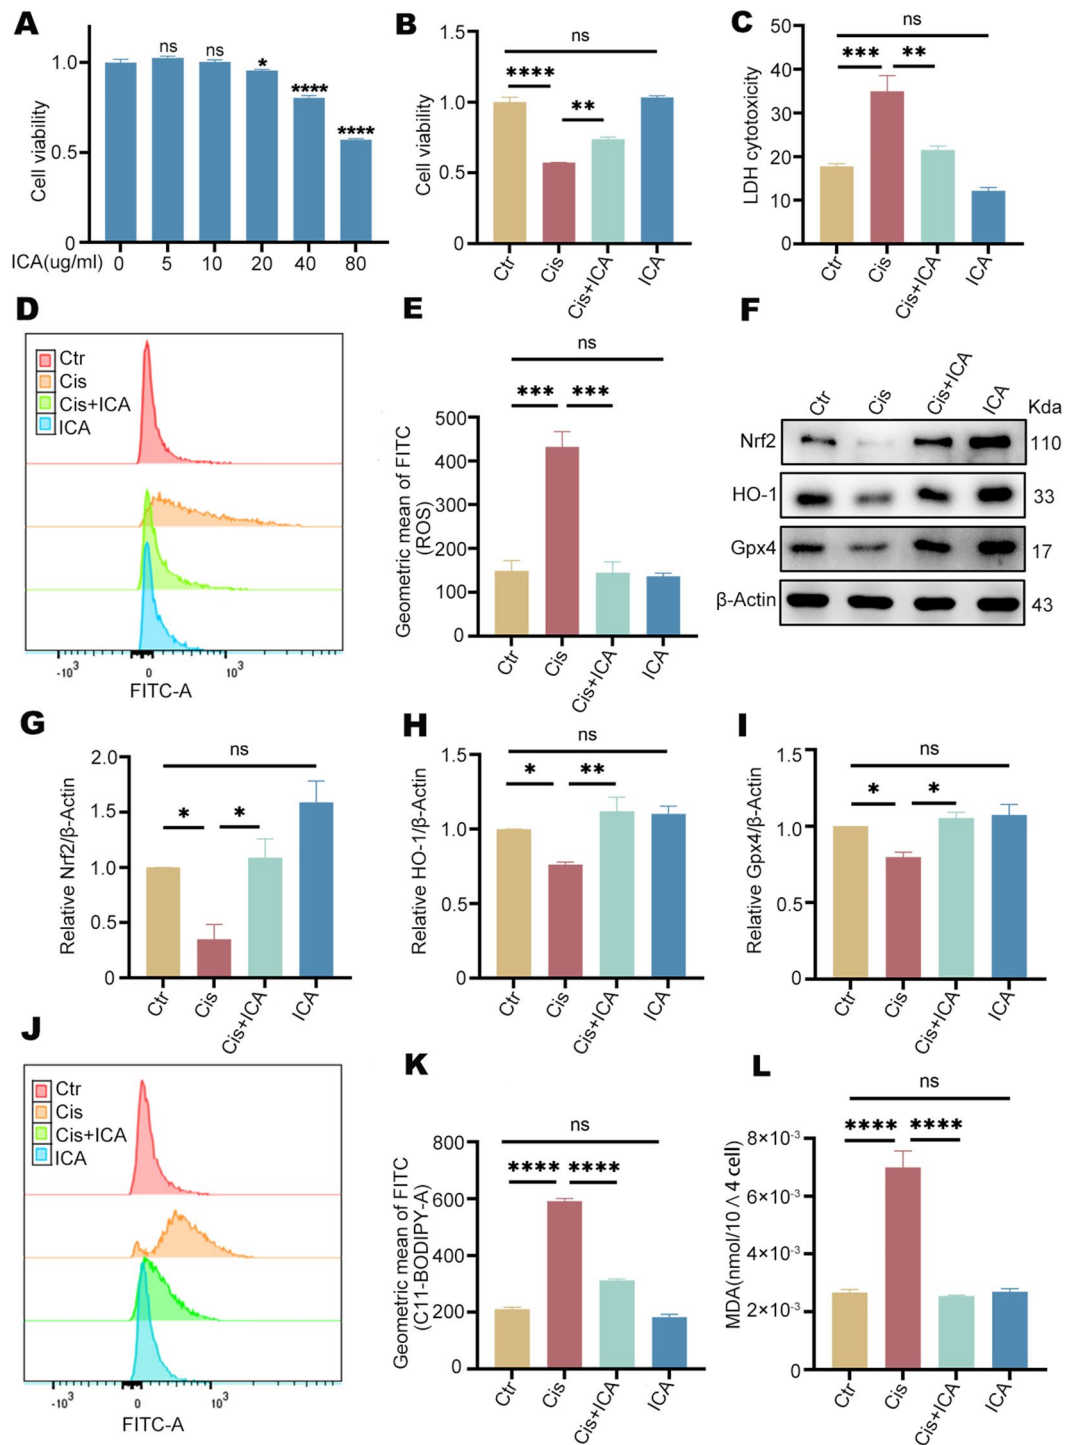 A
Cell viability
1.0
0.5
0
ns
ns
*
****
****
ICA(ug/ml)
0 5 10 20 40 80
B
Cell viability
1.5
1.0
0.5
0
ns
****
**
Ctr
Cis
Cis+ICA
ICA
C
LDH cytotoxicity
50
40
30
20
10
0
ns
***
**
Ctr
Cis
Cis+ICA
ICA
D
Ctr
Cis
Cis+ICA
ICA
-10³ 0 10³
FITC-A
E
Geometric mean of FITC
(ROS)
500
400
300
200
100
0
ns
***
***
Ctr
Cis
Cis+ICA
ICA
F
Ctr
Cis
Cis+ICA
ICA
Kda
Nrf2 110
HO-1 33
Gpx4 17
β-Actin 43
G
Relative Nrf2/β-Actin
2.0
1.5
1.0
0.5
0
ns
*
*
Ctr
Cis
Cis+ICA
ICA
H
Relative HO-1/β-Actin
1.5
1.0
0.5
0
ns
*
**
Ctr
Cis
Cis+ICA
ICA
I
Relative Gpx4/β-Actin
1.5
1.0
0.5
0
ns
*
*
Ctr
Cis
Cis+ICA
ICA
J
Ctr
Cis
Cis+ICA
ICA
-10³ 0 10³
FITC-A
K
Geometric mean of FITC
(C11-BODIPY-A)
800
600
400
200
0
ns
****
****
Ctr
Cis
Cis+ICA
ICA
L
MDA(nmol/10 ∧ 4 cell)
8×10⁻³
6×10⁻³
4×10⁻³
2×10⁻³
0
ns
****
****
Ctr
Cis
Cis+ICA
ICA